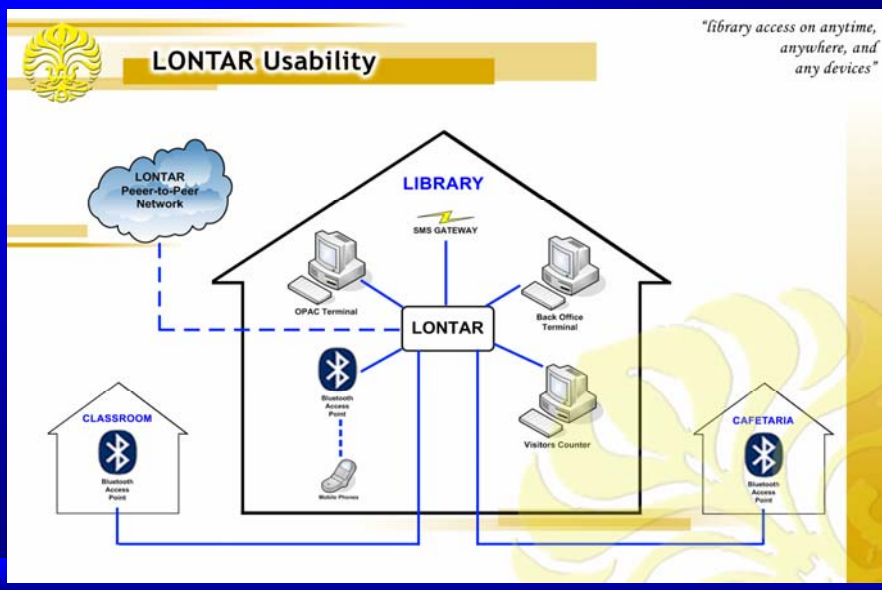 “library access on anytime,
anywhere, and
any devices”
LONTAR Usability
LONTAR
Peeer-to-Peer
Network
LIBRARY
SMS GATEWAY
OPAC Terminal
Back Office
Terminal
LONTAR
Bluetooth
Access
Point
Visitors Counter
Mobile Phones
CLASSROOM
Bluetooth
Access
Point
CAFETARIA
Bluetooth
Access
Point